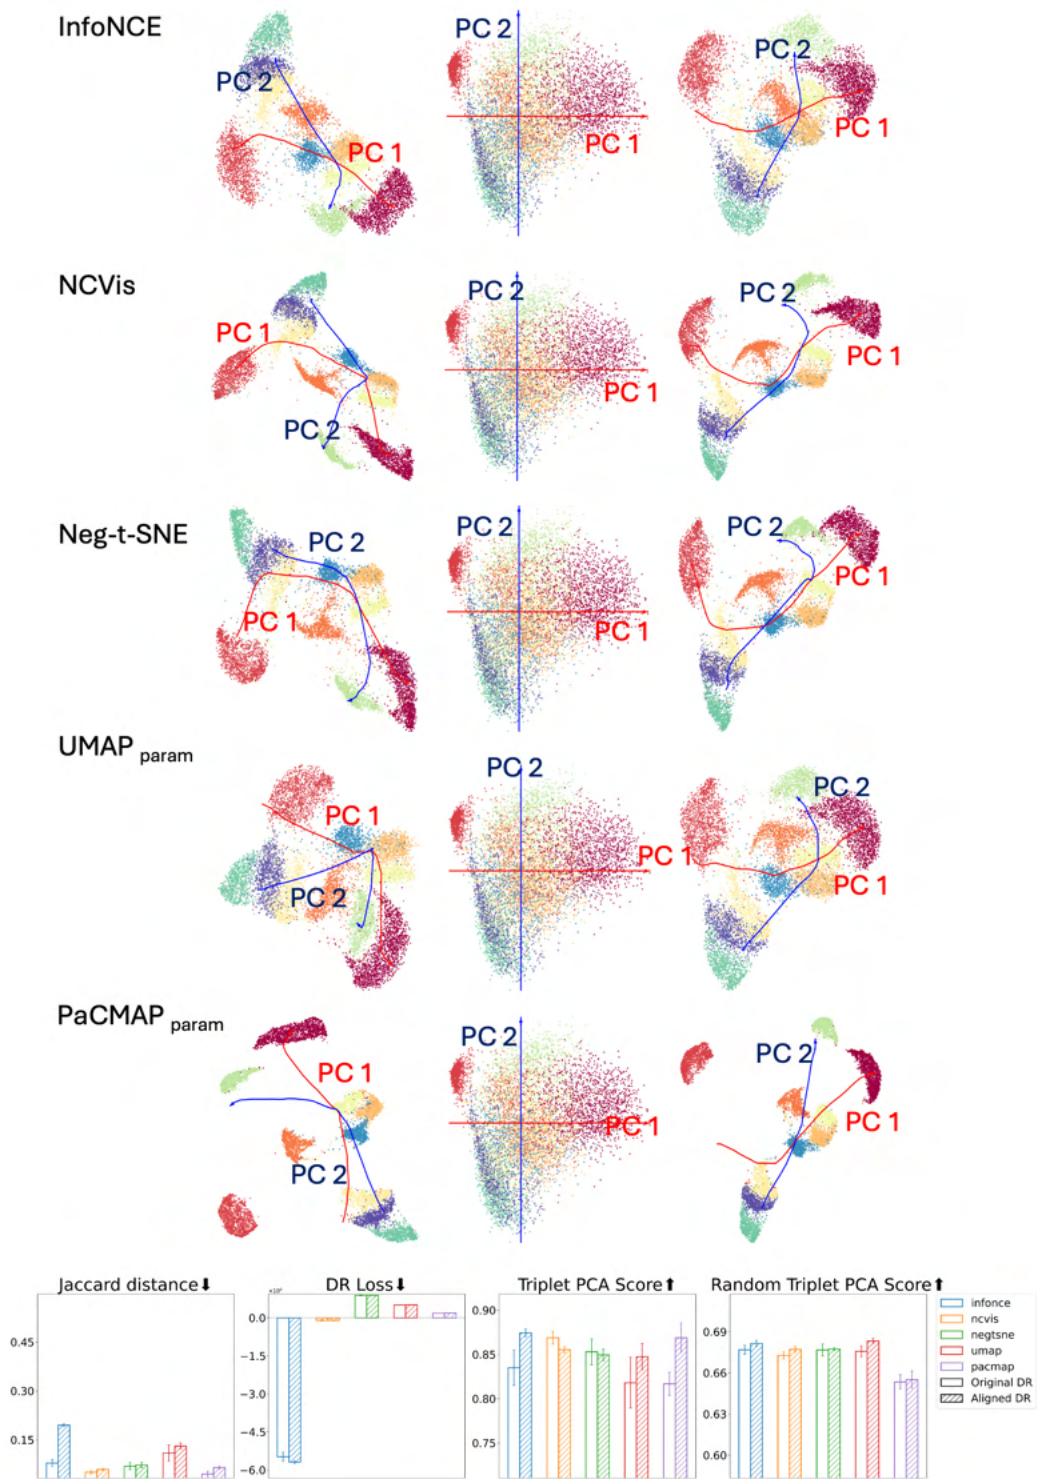 InfoNCE
PC 2
PC 1
PC 2
PC 1
PC 2
PC 1
NCVis
PC 1
PC 2
PC 2
PC 1
PC 2
PC 1
Neg-t-SNE
PC 2
PC 1
PC 2
PC 1
PC 2
PC 1
UMAP param
PC 1
PC 2
PC 2
PC 1
PC 2
PC 1
PaCMAP param
PC 1
PC 2
PC 2
PC 1
PC 2
PC 1
Jaccard distance⬇
0.45
0.30
0.15
DR Loss⬇
0.0
−1.5
−3.0
−4.5
−6.0
Triplet PCA Score⬆
0.90
0.85
0.80
0.75
Random Triplet PCA Score⬆
0.69
0.66
0.63
0.60
infonce
ncvis
negtsne
umap
pacmap
Original DR
Aligned DR